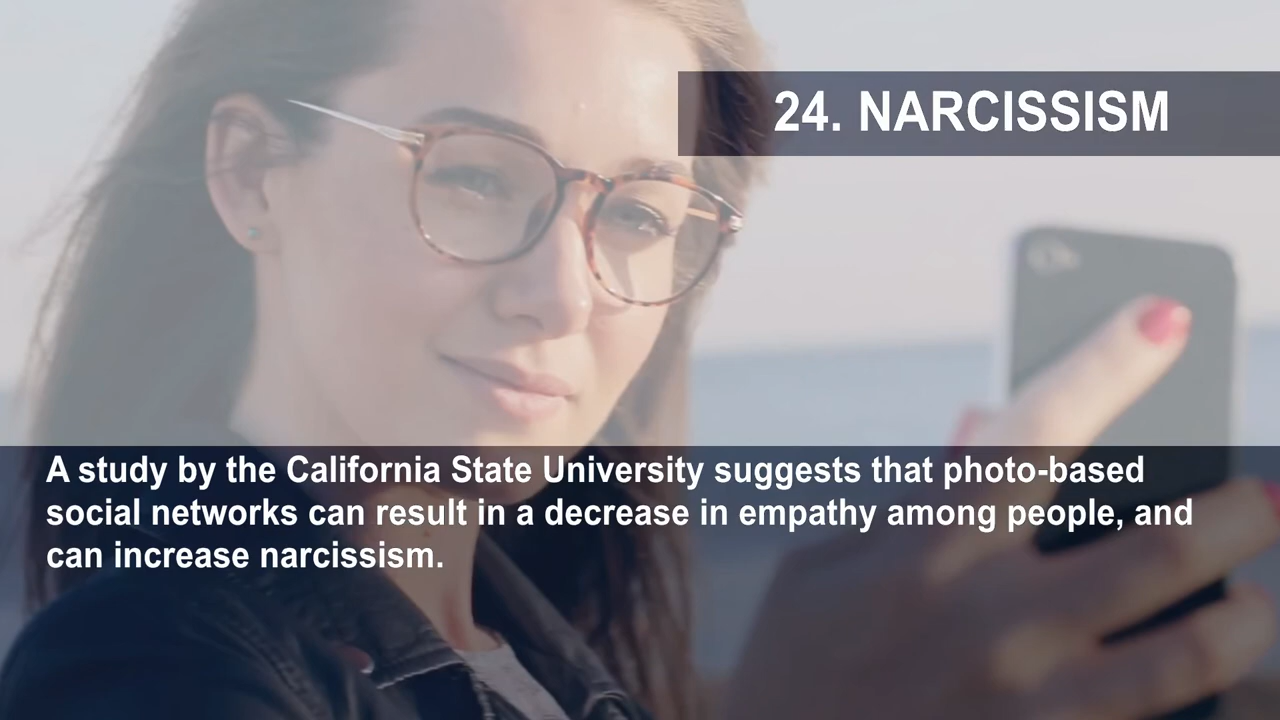 24. NARCISSISM
A study by the California State University suggests that photo-based
social networks can result in a decrease in empathy among people, and
can increase narcissism.